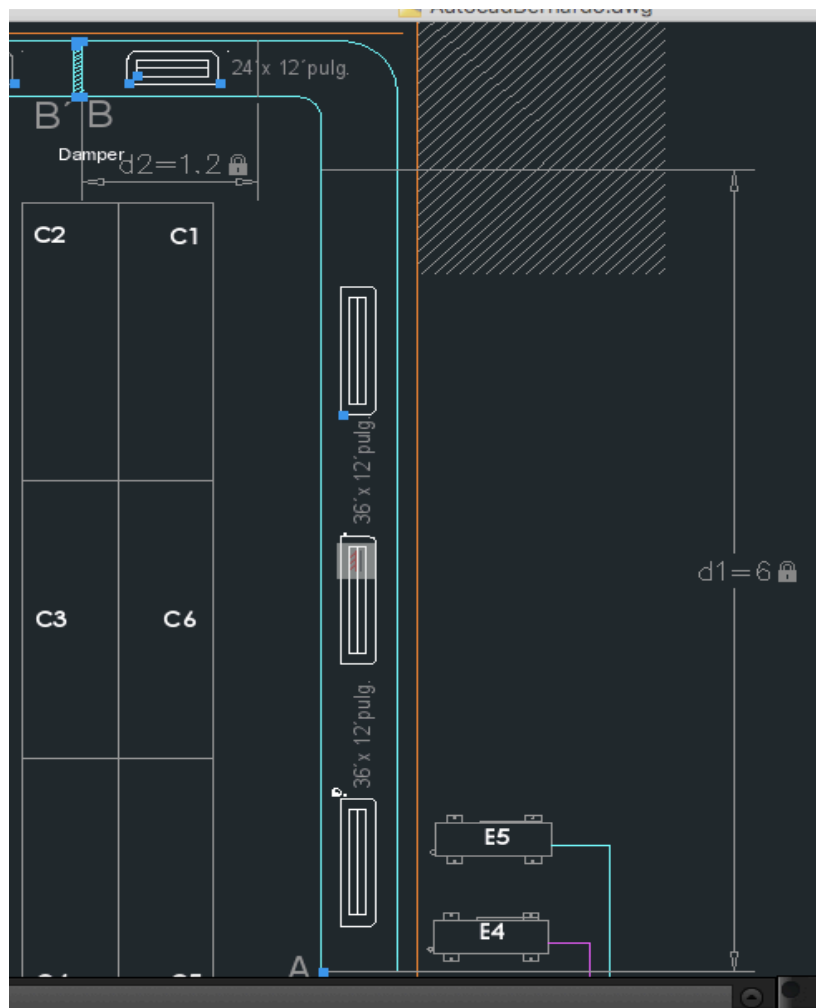 AutocadBernardo.dwg
24´x 12´pulg.
B´ B
Damper
d2=1.2
C2
C1
36´x 12´pulg.
d1=6
C3
C6
36´x 12´pulg.
E5
E4
A